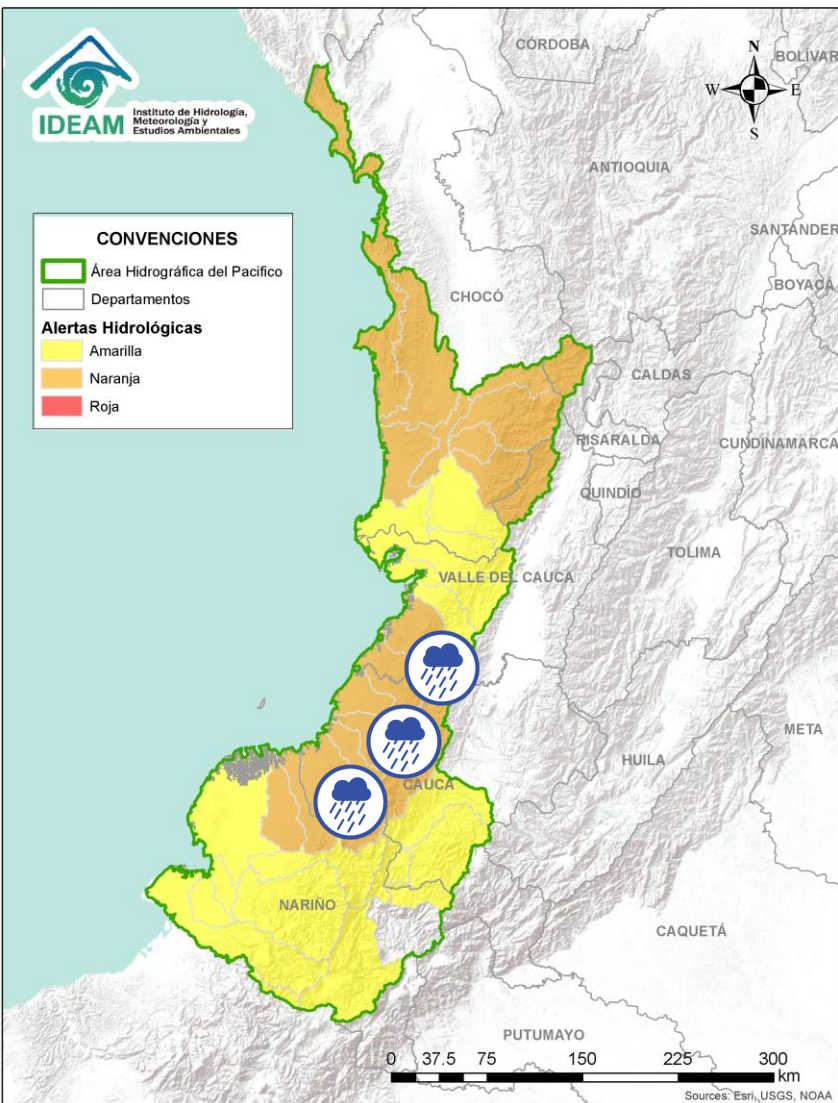 IDEAM
Instituto de Hidrología,
Meteorología y
Estudios Ambientales
N
W
E
S
CÓRDOBA
BOLÍVAR
ANTIOQUIA
SANTANDER
BOYACÁ
CONVENCIONES
Área Hidrográfica del Pacifico
Departamentos
Alertas Hidrológicas
Amarilla
Naranja
Roja
CHOCÓ
CALDAS
RISARALDA
CUNDINAMARCA
QUINDÍO
TOLIMA
VALLE DEL CAUCA
META
HUILA
CAUCA
NARIÑO
CAQUETÁ
PUTUMAYO
0 37.5 75 150 225 300
km
Sources: Esri, USGS, NOAA